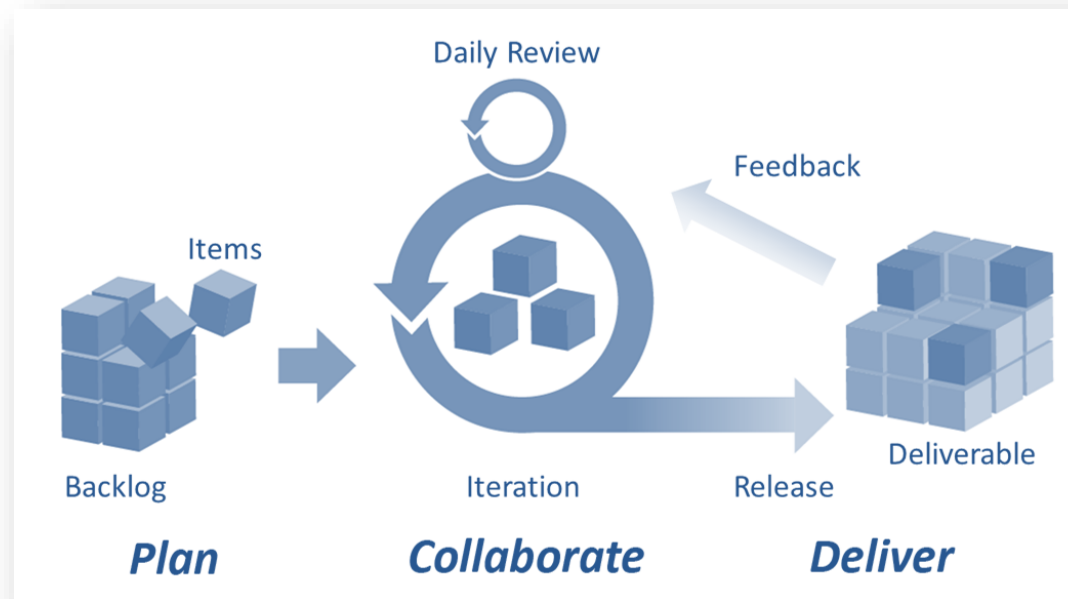 Daily Review
Feedback
Items
Deliverable
Backlog
Iteration
Release
Plan
Collaborate
Deliver